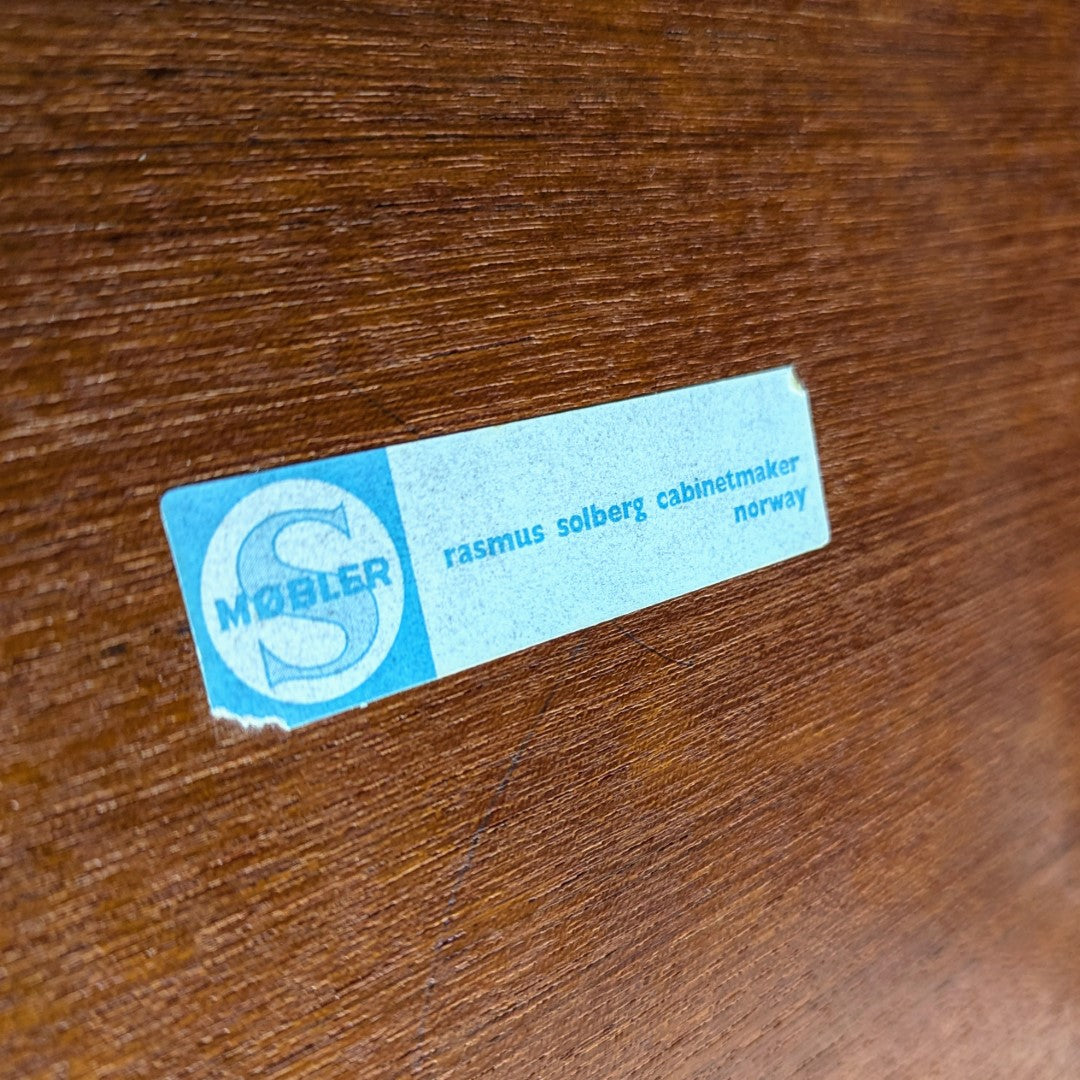 S
MØBLER
rasmus solberg cabinetmaker
norway